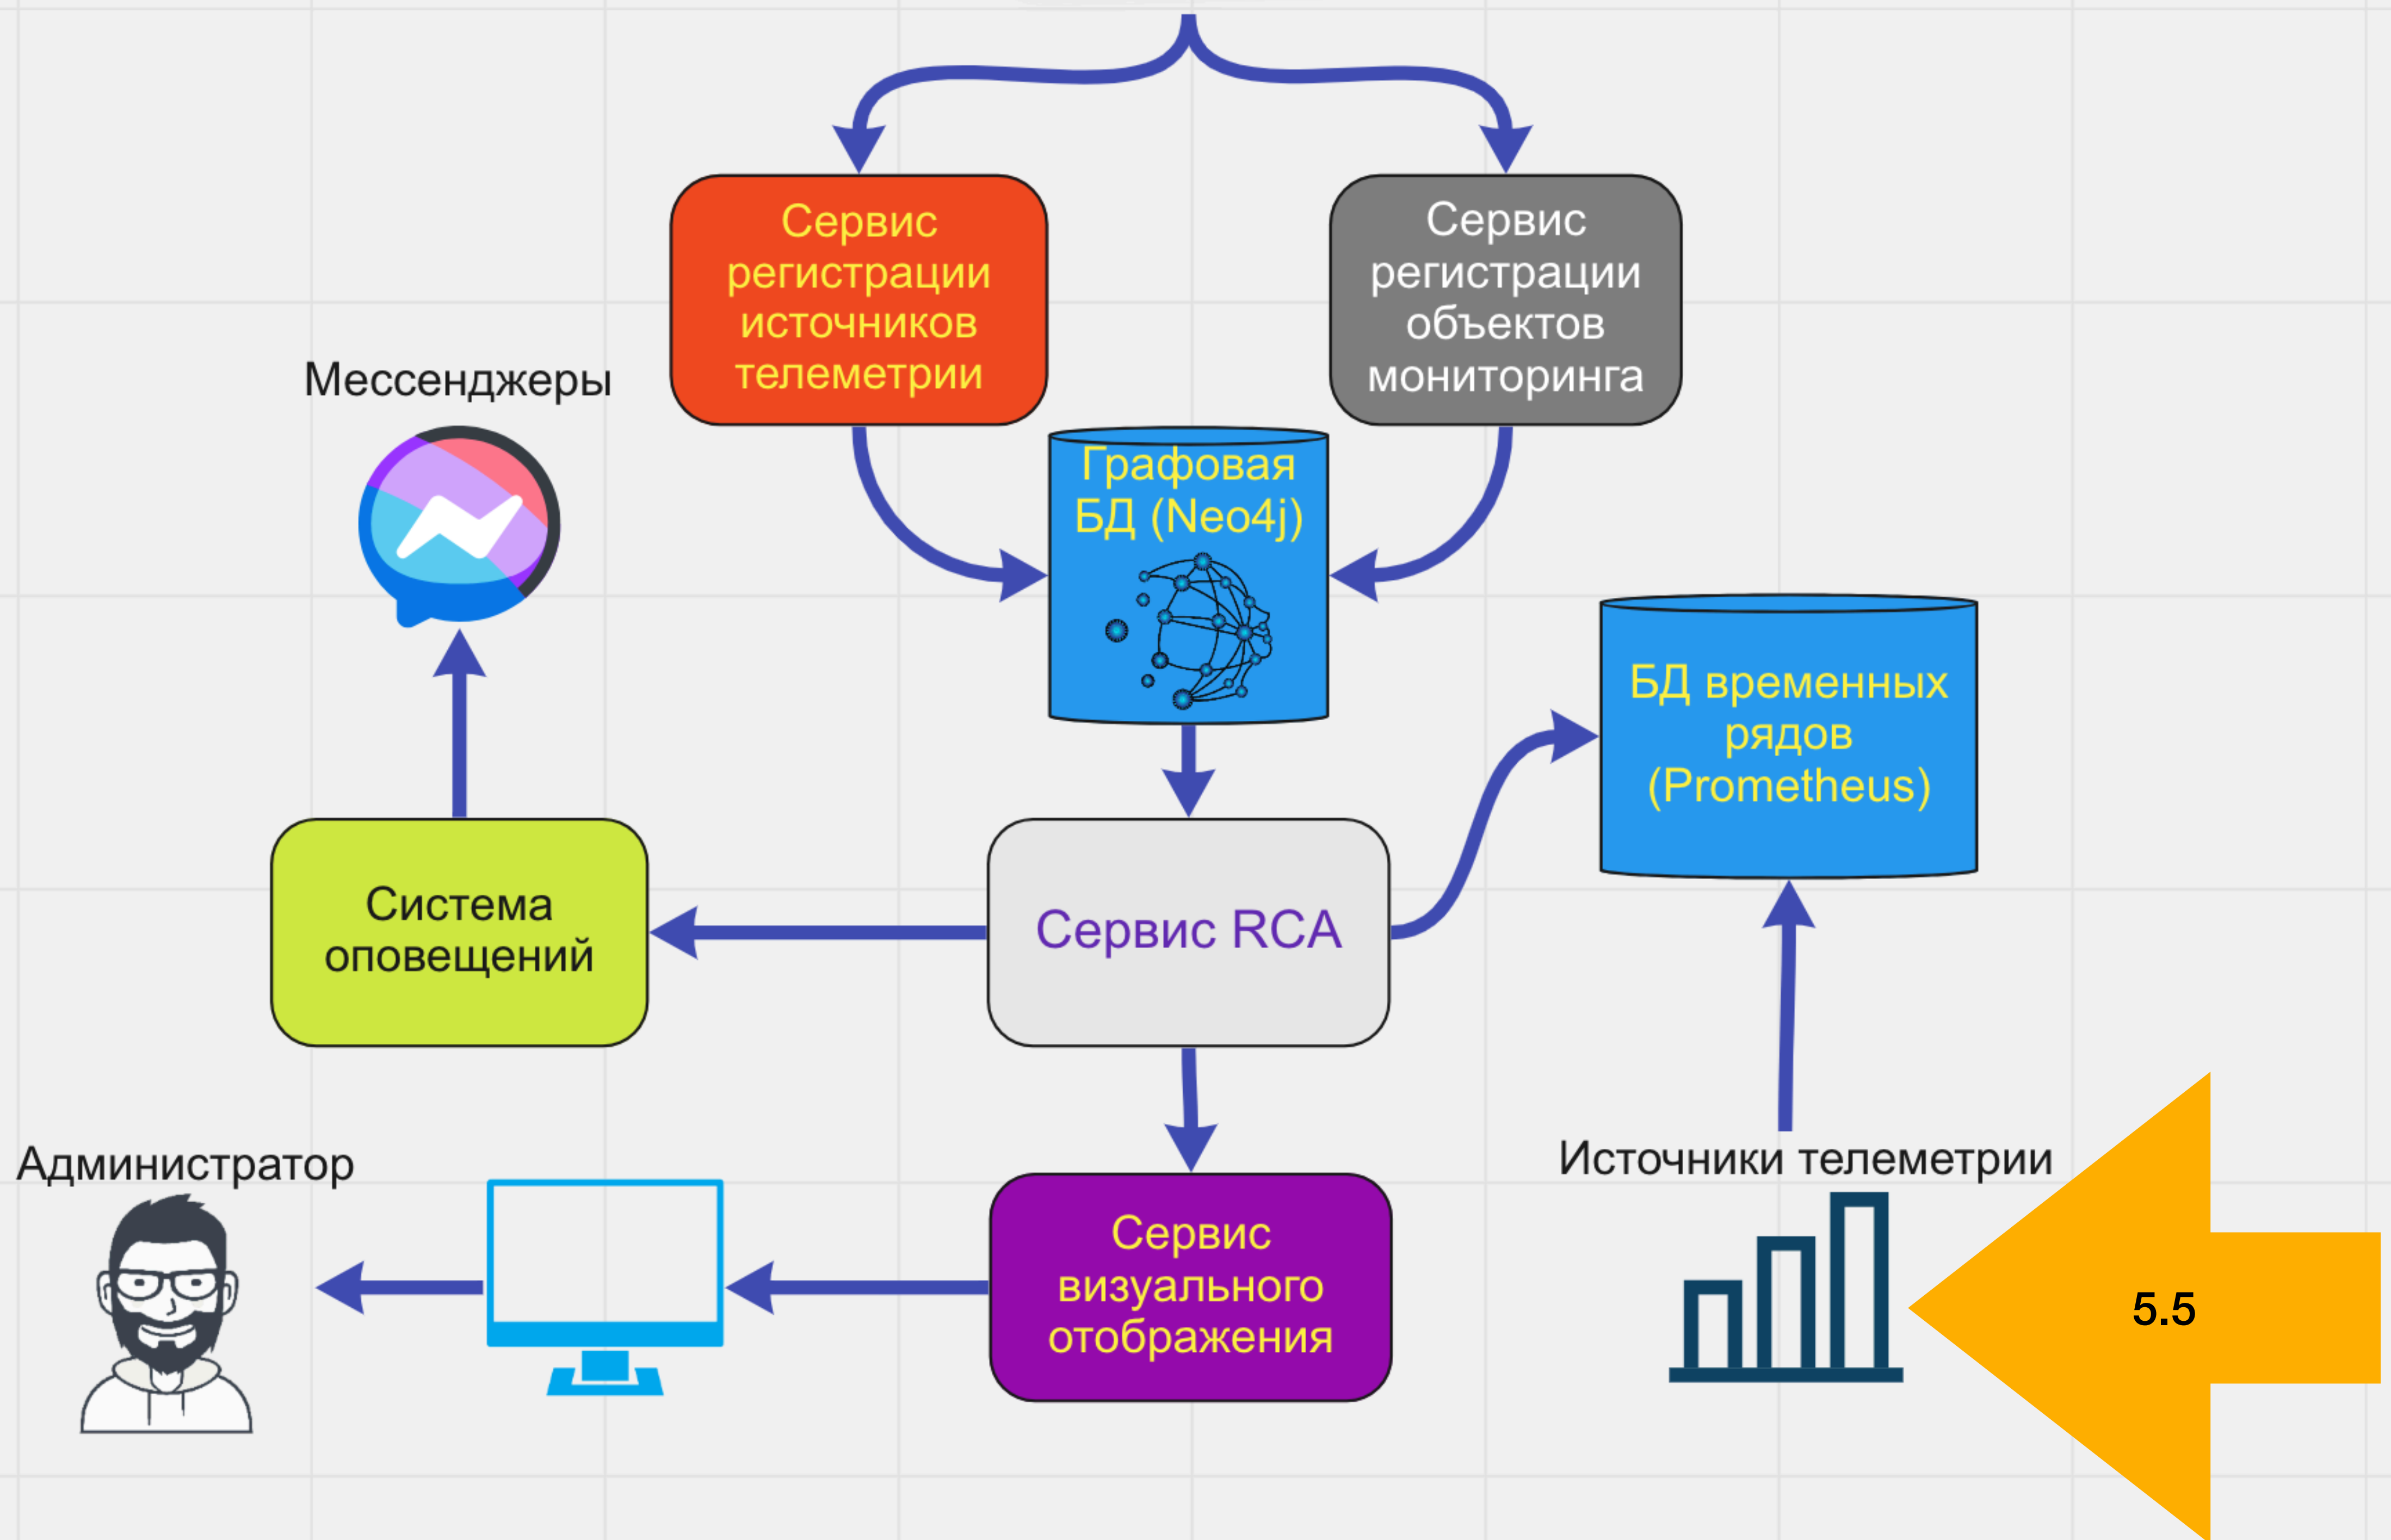 Сервис
регистрации
источников
телеметрии
Сервис
регистрации
объектов
мониторинга
Мессенджеры
Графовая
БД (Neo4j)
БД временных
рядов
(Prometheus)
Система
оповещений
Сервис RCA
Администратор
Сервис
визуального
отображения
Источники телеметрии
5.5